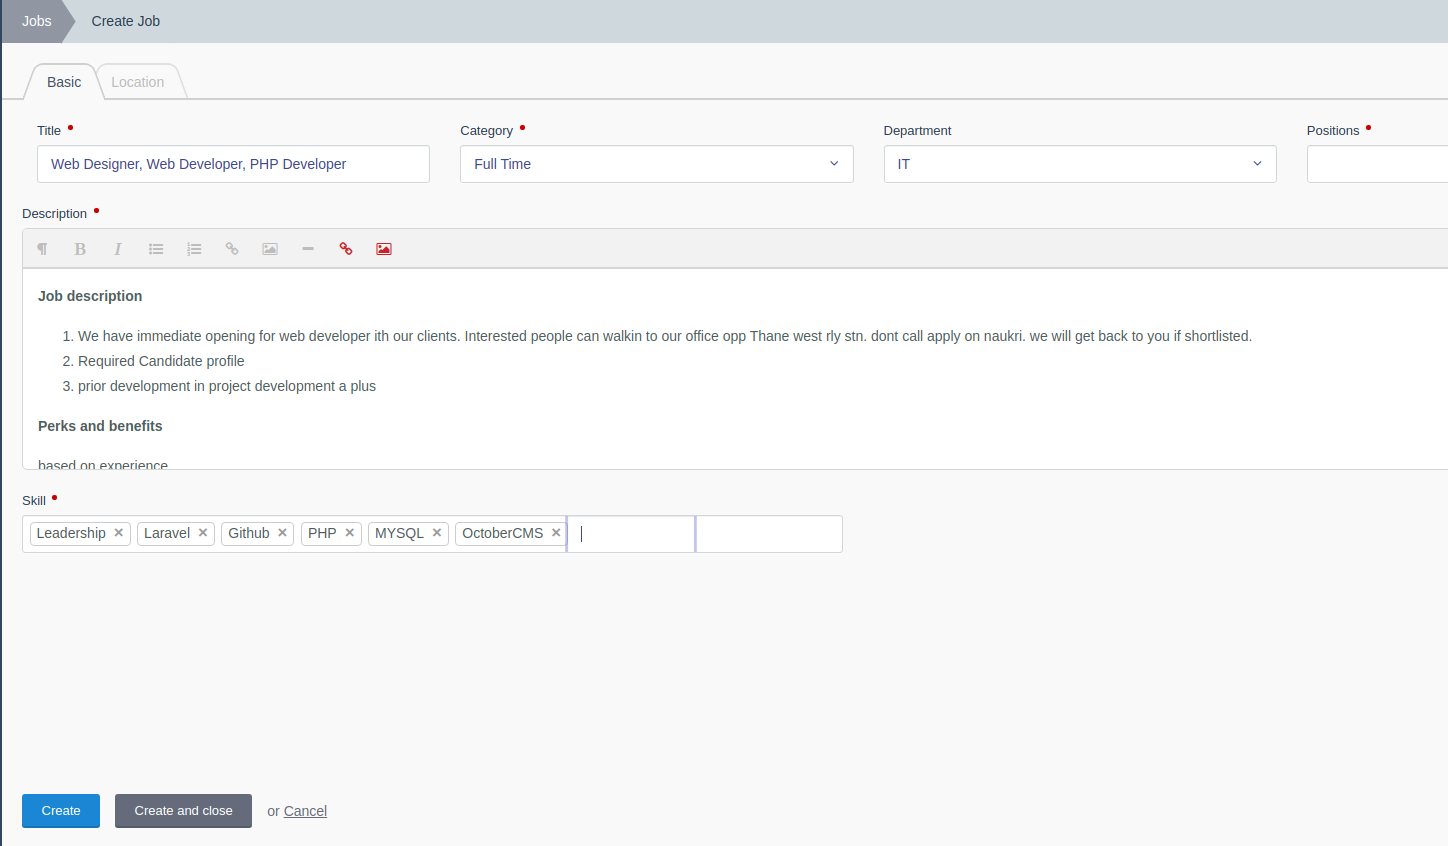 Jobs Create Job
Basic Location
Title Category Department Positions
Web Designer, Web Developer, PHP Developer Full Time IT
Description
Job description
1. We have immediate opening for web developer ith our clients. Interested people can walkin to our office opp Thane west rly stn. dont call apply on naukri. we will get back to you if shortlisted.
2. Required Candidate profile
3. prior development in project development a plus
Perks and benefits
based on experience
Skill
Leadership × Laravel × Github × PHP × MYSQL × OctoberCMS ×
Create Create and close or Cancel